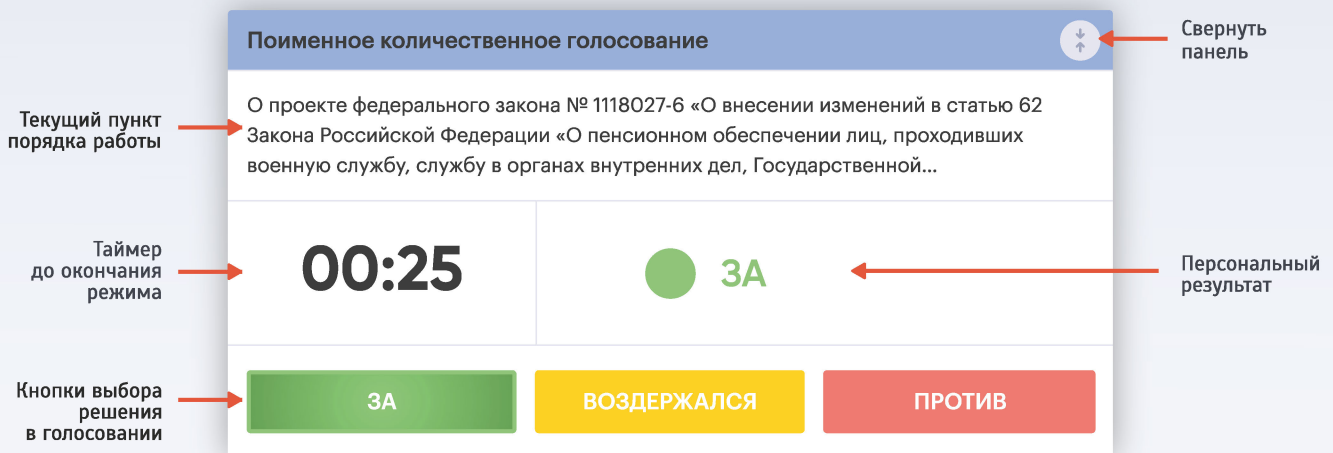 Поименное количественное голосование
Свернуть
панель
Текущий пункт
порядка работы
О проекте федерального закона № 1118027-6 «О внесении изменений в статью 62
Закона Российской Федерации «О пенсионном обеспечении лиц, проходивших
военную службу, службу в органах внутренних дел, Государственной...
Таймер
до окончания
режима
00:25
ЗА
Персональный
результат
Кнопки выбора
решения
в голосовании
ЗА
ВОЗДЕРЖАЛСЯ
ПРОТИВ